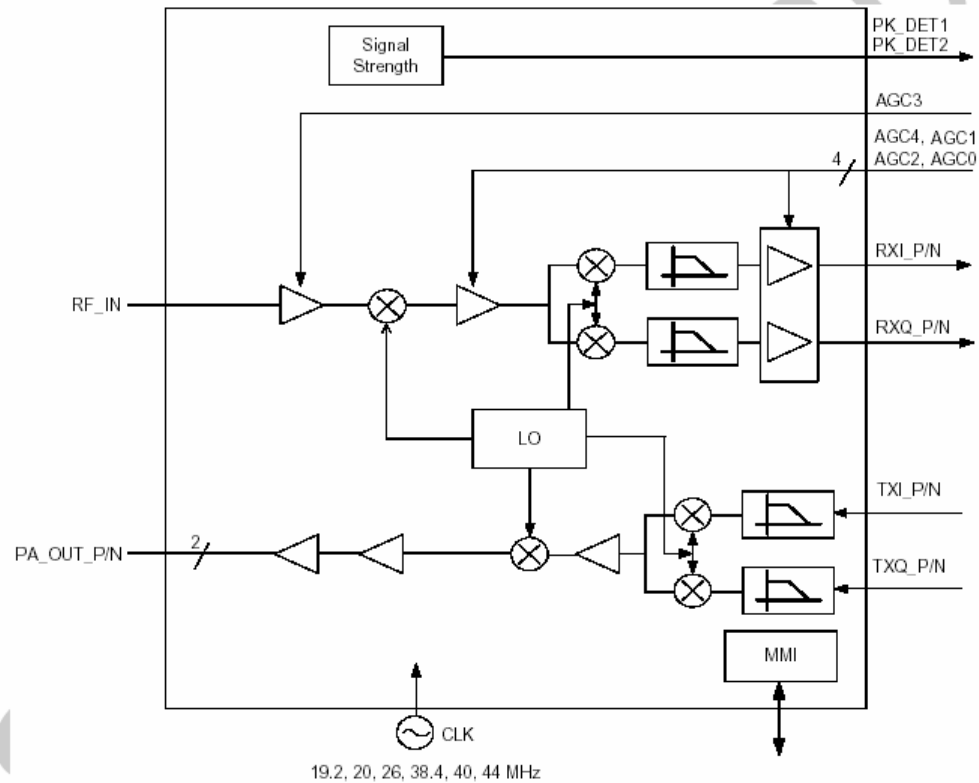 PK_DET1
PK_DET2
Signal
Strength
AGC3
AGC4, AGC1
AGC2, AGC0
4
RXI_P/N
RF_IN
RXQ_P/N
LO
TXI_P/N
PA_OUT_P/N
2
TXQ_P/N
MMI
CLK
19.2, 20, 26, 38.4, 40, 44 MHz